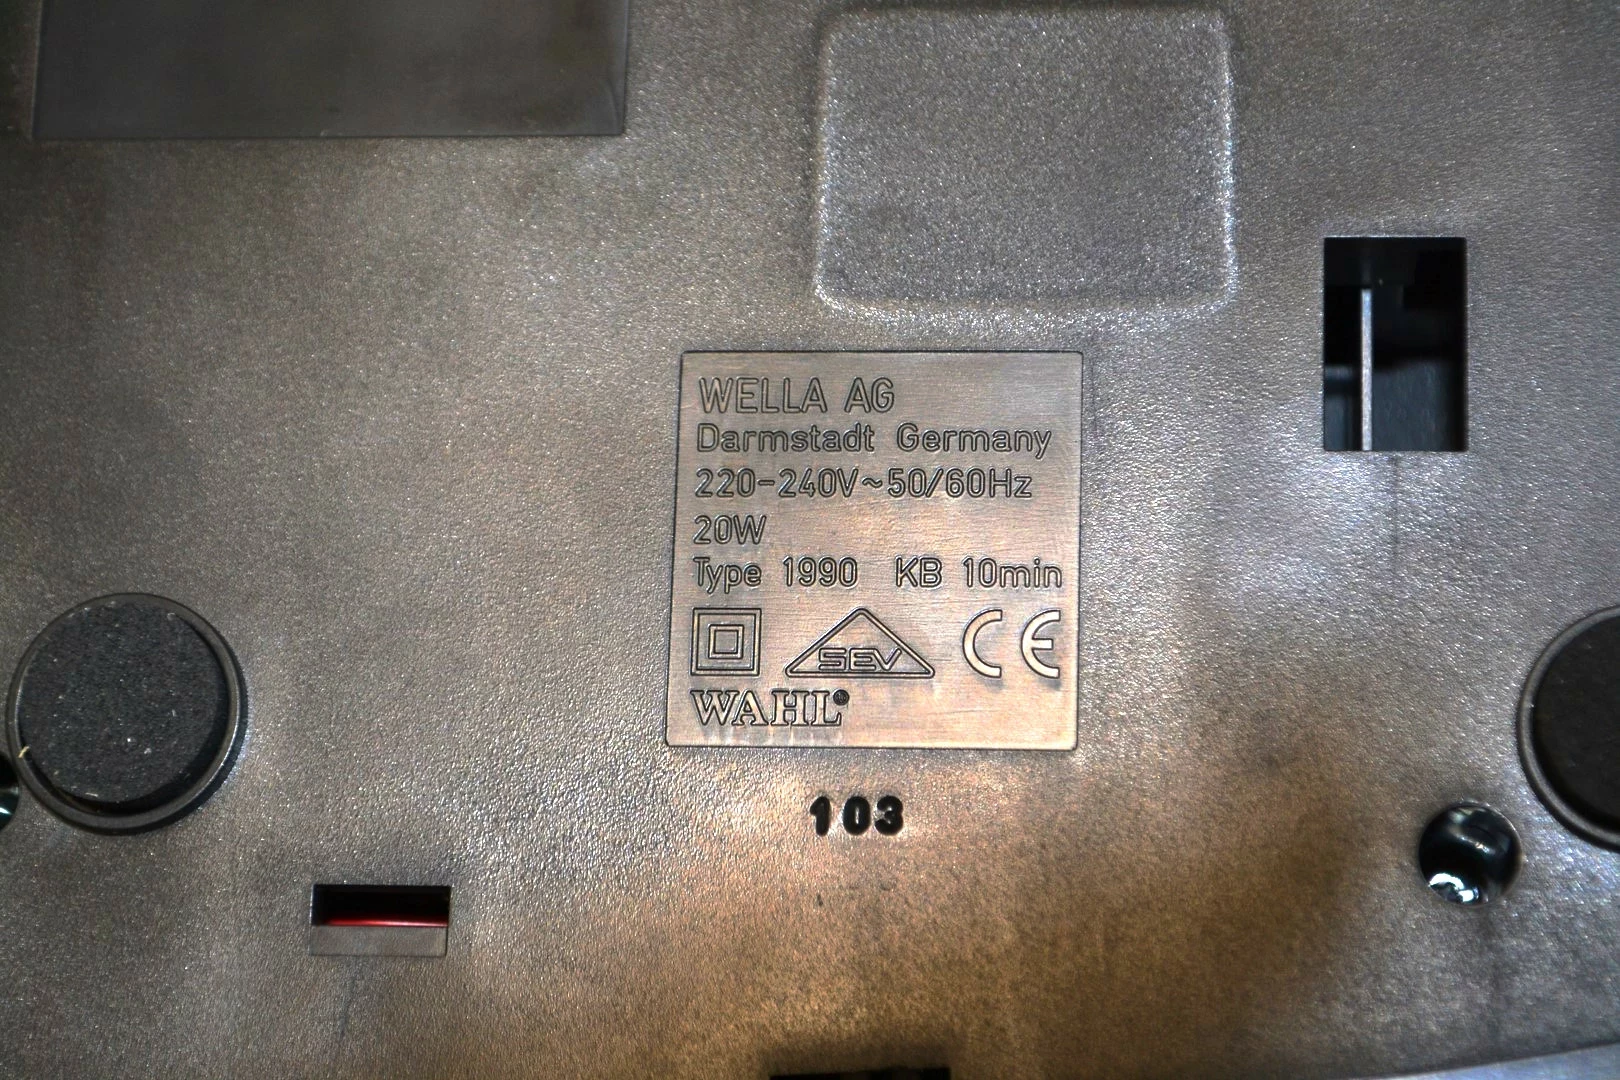 WELLA AG
Darmstadt Germany
220-240V~50/60Hz
20W
Type 1990 KB 10min
SEV CE
WAHL®
103